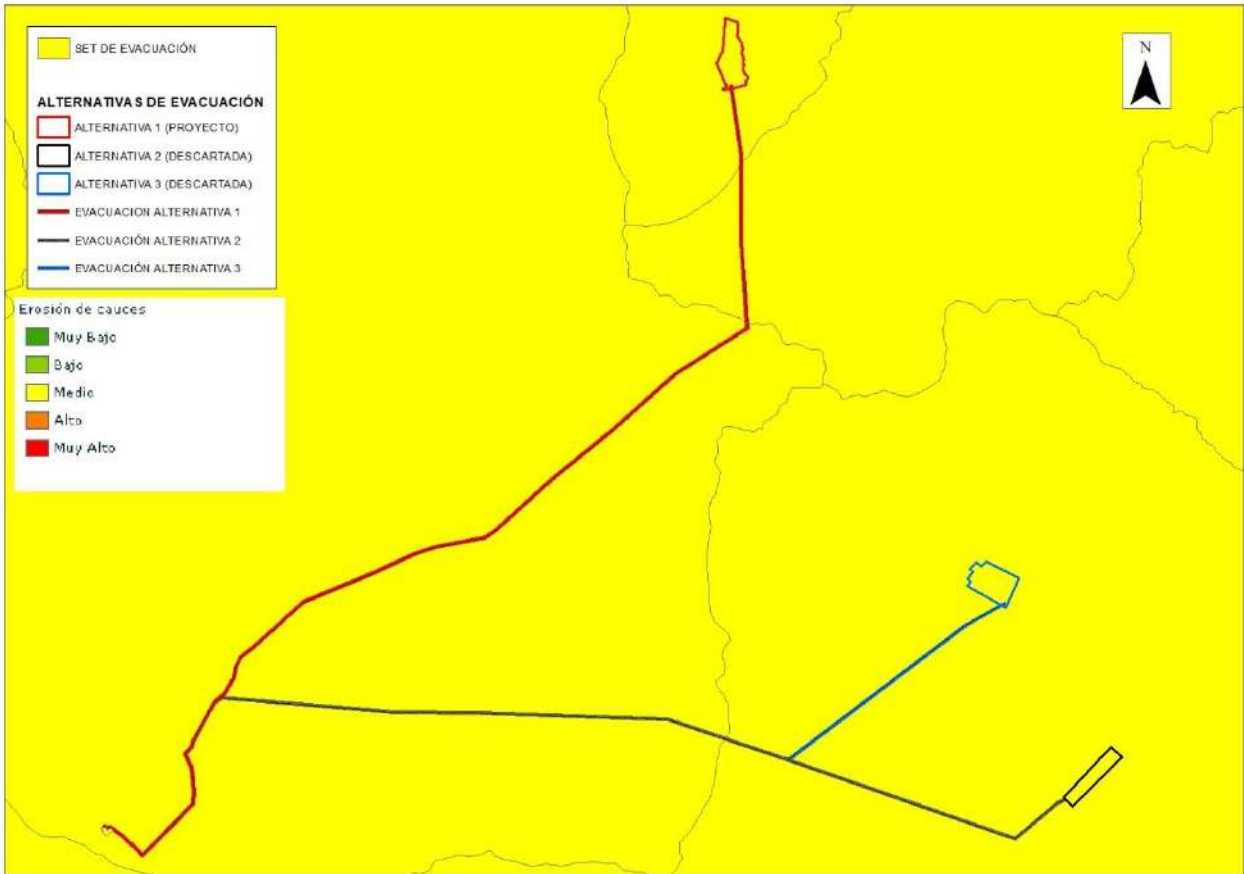 SET DE EVACUACIÓN
ALTERNATIVAS DE EVACUACIÓN
ALTERNATIVA 1 (PROYECTO)
ALTERNATIVA 2 (DESCARTADA)
ALTERNATIVA 3 (DESCARTADA)
EVACUACION ALTERNATIVA 1
EVACUACIÓN ALTERNATIVA 2
EVACUACIÓN ALTERNATIVA 3
Erosión de cauces
Muy Bajo
Bajo
Medio
Alto
Muy Alto
N